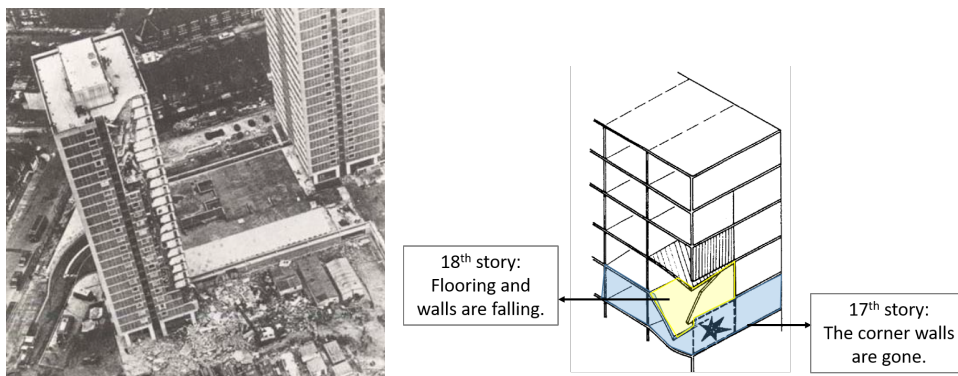 18th story:
Flooring and
walls are falling.
17th story:
The corner walls
are gone.